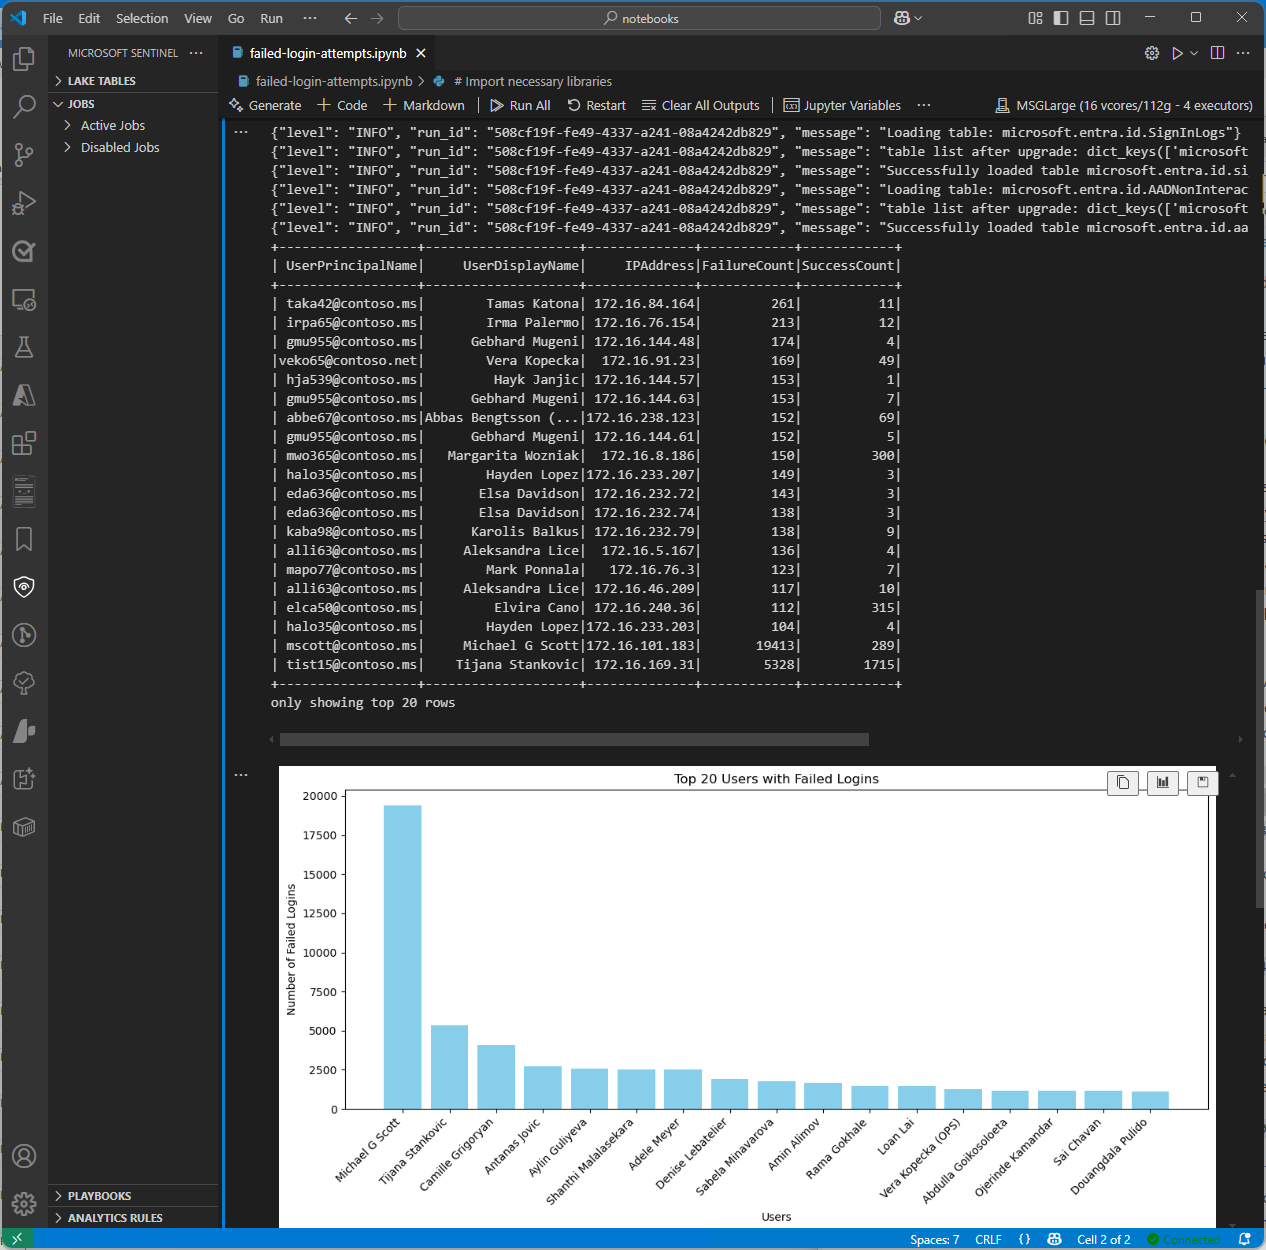 File Edit Selection View Go Run ··· notebooks
MICROSOFT SENTINEL ···
LAKE TABLES
JOBS
Active Jobs
Disabled Jobs
PLAYBOOKS
ANALYTICS RULES
failed-login-attempts.ipynb
failed-login-attempts.ipynb > # Import necessary libraries
Generate + Code + Markdown | Run All Restart Clear All Outputs | Jupyter Variables ··· MSGLarge (16 vcores/112g - 4 executors)
{"level": "INFO", "run_id": "508cf19f-fe49-4337-a241-08a4242db829", "message": "Loading table: microsoft.entra.id.SignInLogs"}
{"level": "INFO", "run_id": "508cf19f-fe49-4337-a241-08a4242db829", "message": "table list after upgrade: dict_keys(['microsoft
{"level": "INFO", "run_id": "508cf19f-fe49-4337-a241-08a4242db829", "message": "Successfully loaded table microsoft.entra.id.si
{"level": "INFO", "run_id": "508cf19f-fe49-4337-a241-08a4242db829", "message": "Loading table: microsoft.entra.id.AADNonInterac
{"level": "INFO", "run_id": "508cf19f-fe49-4337-a241-08a4242db829", "message": "table list after upgrade: dict_keys(['microsoft
{"level": "INFO", "run_id": "508cf19f-fe49-4337-a241-08a4242db829", "message": "Successfully loaded table microsoft.entra.id.aa
+------------------+--------------------+--------------+------------+------------+
| UserPrincipalName|     UserDisplayName|     IPAddress|FailureCount|SuccessCount|
+------------------+--------------------+--------------+------------+------------+
| taka42@contoso.ms|        Tamas Katona| 172.16.84.164|         261|          11|
| irpa65@contoso.ms|        Irma Palermo| 172.16.76.154|         213|          12|
| gmu955@contoso.ms|      Gebhard Mugeni| 172.16.144.48|         174|           4|
|veko65@contoso.net|        Vera Kopecka|  172.16.91.23|         169|          49|
| hja539@contoso.ms|         Hayk Janjic| 172.16.144.57|         153|           1|
| gmu955@contoso.ms|      Gebhard Mugeni| 172.16.144.63|         153|           7|
| abbe67@contoso.ms|Abbas Bengtsson (...|172.16.238.123|         152|          69|
| gmu955@contoso.ms|      Gebhard Mugeni| 172.16.144.61|         152|           5|
| mwo365@contoso.ms|   Margarita Wozniak|  172.16.8.186|         150|         300|
| halo35@contoso.ms|        Hayden Lopez|172.16.233.207|         149|           3|
| eda636@contoso.ms|       Elsa Davidson| 172.16.232.72|         143|           3|
| eda636@contoso.ms|       Elsa Davidson| 172.16.232.74|         138|           3|
| kaba98@contoso.ms|      Karolis Balkus| 172.16.232.79|         138|           9|
| alli63@contoso.ms|     Aleksandra Lice|  172.16.5.167|         136|           4|
| mapo77@contoso.ms|        Mark Ponnala|   172.16.76.3|         123|           7|
| alli63@contoso.ms|     Aleksandra Lice| 172.16.46.209|         117|          10|
| elca50@contoso.ms|         Elvira Cano| 172.16.240.36|         112|         315|
| halo35@contoso.ms|        Hayden Lopez|172.16.233.203|         104|           4|
| mscott@contoso.ms|     Michael G Scott|172.16.101.183|       19413|         289|
| tist15@contoso.ms|    Tijana Stankovic| 172.16.169.31|        5328|        1715|
+------------------+--------------------+--------------+------------+------------+
only showing top 20 rows
Top 20 Users with Failed Logins
Number of Failed Logins
20000
17500
15000
12500
10000
7500
5000
2500
0
Michael G Scott
Tijana Stankovic
Camille Grigoryan
Antanas Jovic
Aylin Guliyeva
Shanthi Malalasekara
Adele Meyer
Denise Lebatelier
Sabela Minavarova
Amin Alimov
Rama Gokhale
Loan Lai
Vera Kopecka (OPS)
Abdulla Goikosoloeta
Ojerinde Kamandar
Sai Chavan
Douangdala Pulido
Users
Spaces: 7 CRLF {} Cell 2 of 2 Connected